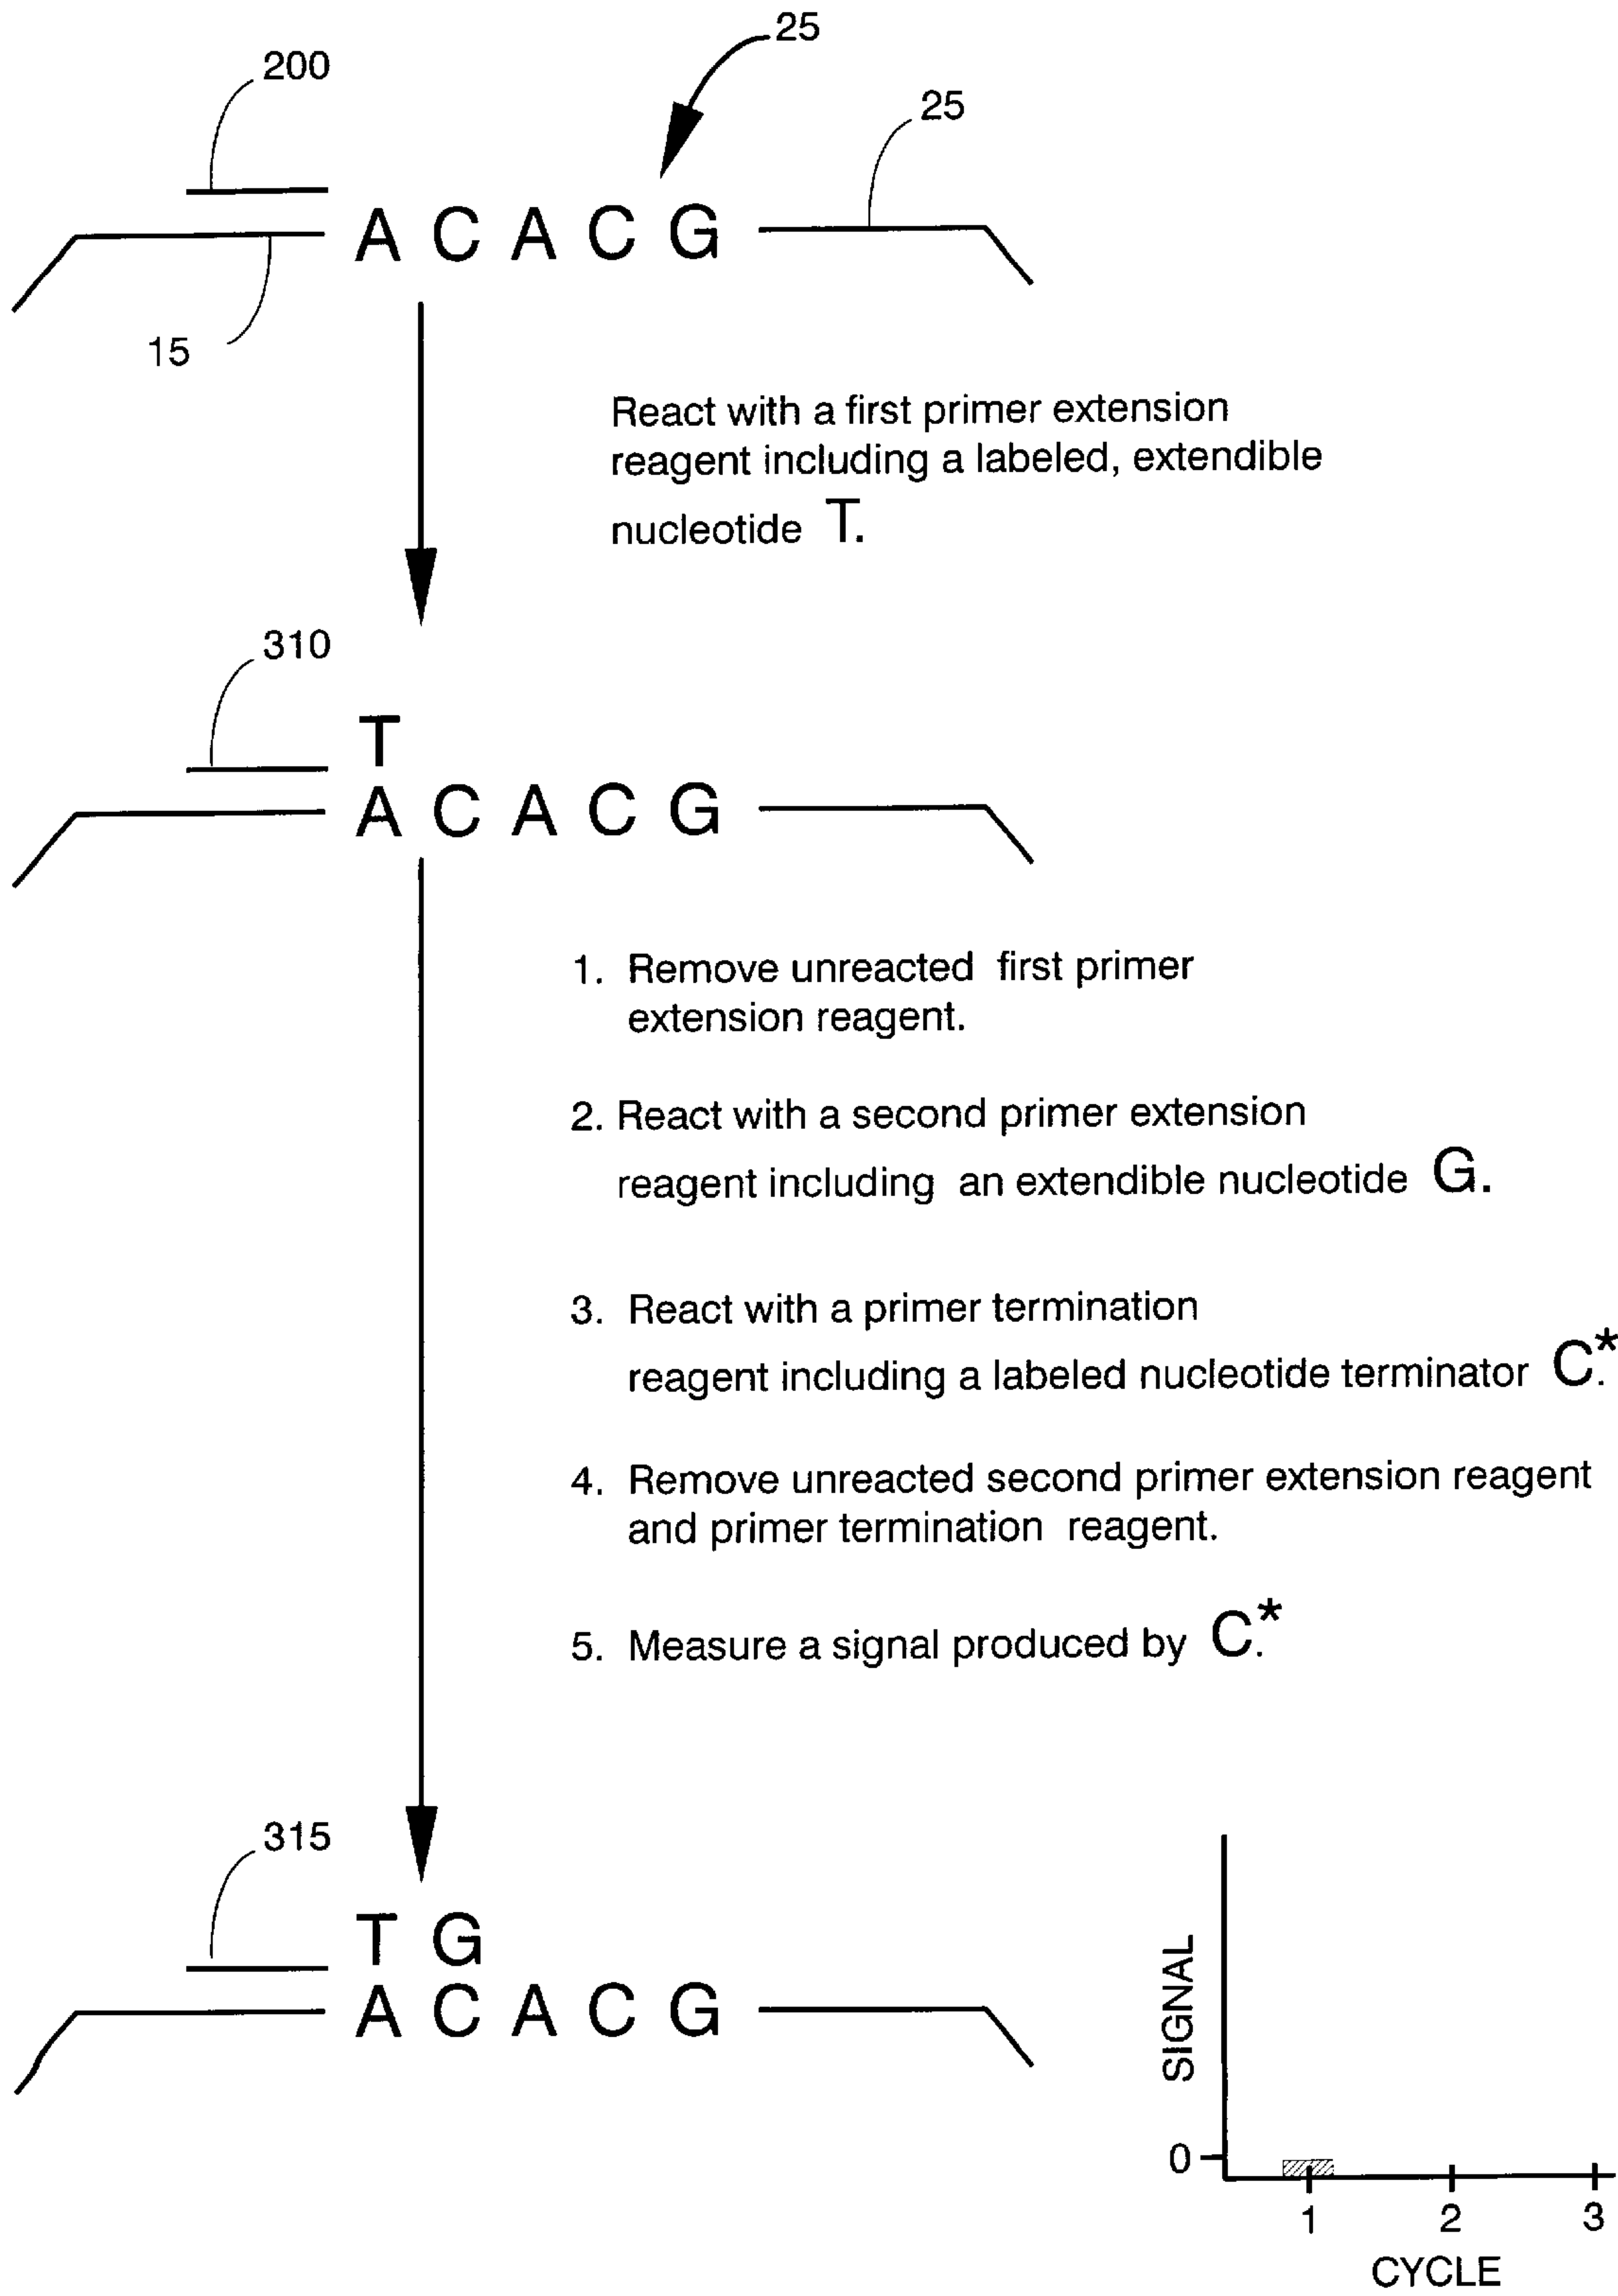 25
200
25
A C A C G
15
React with a first primer extension
reagent including a labeled, extendible
nucleotide T.
310
T
A C A C G
1. Remove unreacted first primer
extension reagent.
2. React with a second primer extension
reagent including an extendible nucleotide G.
3. React with a primer termination
reagent including a labeled nucleotide terminator C.*
4. Remove unreacted second primer extension reagent
and primer termination reagent.
5. Measure a signal produced by C.*
315
T G
A C A C G
SIGNAL
0
1 2 3
CYCLE